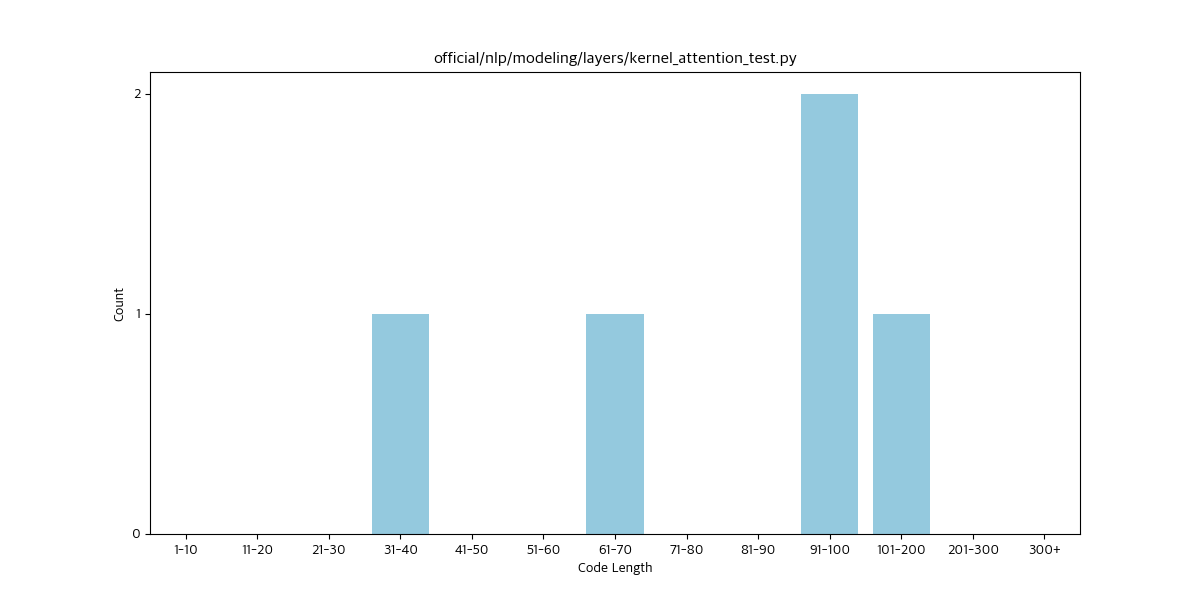 official/nlp/modeling/layers/kernel_attention_test.py
Count
2
1
0
1-10 11-20 21-30 31-40 41-50 51-60 61-70 71-80 81-90 91-100 101-200 201-300 300+
Code Length